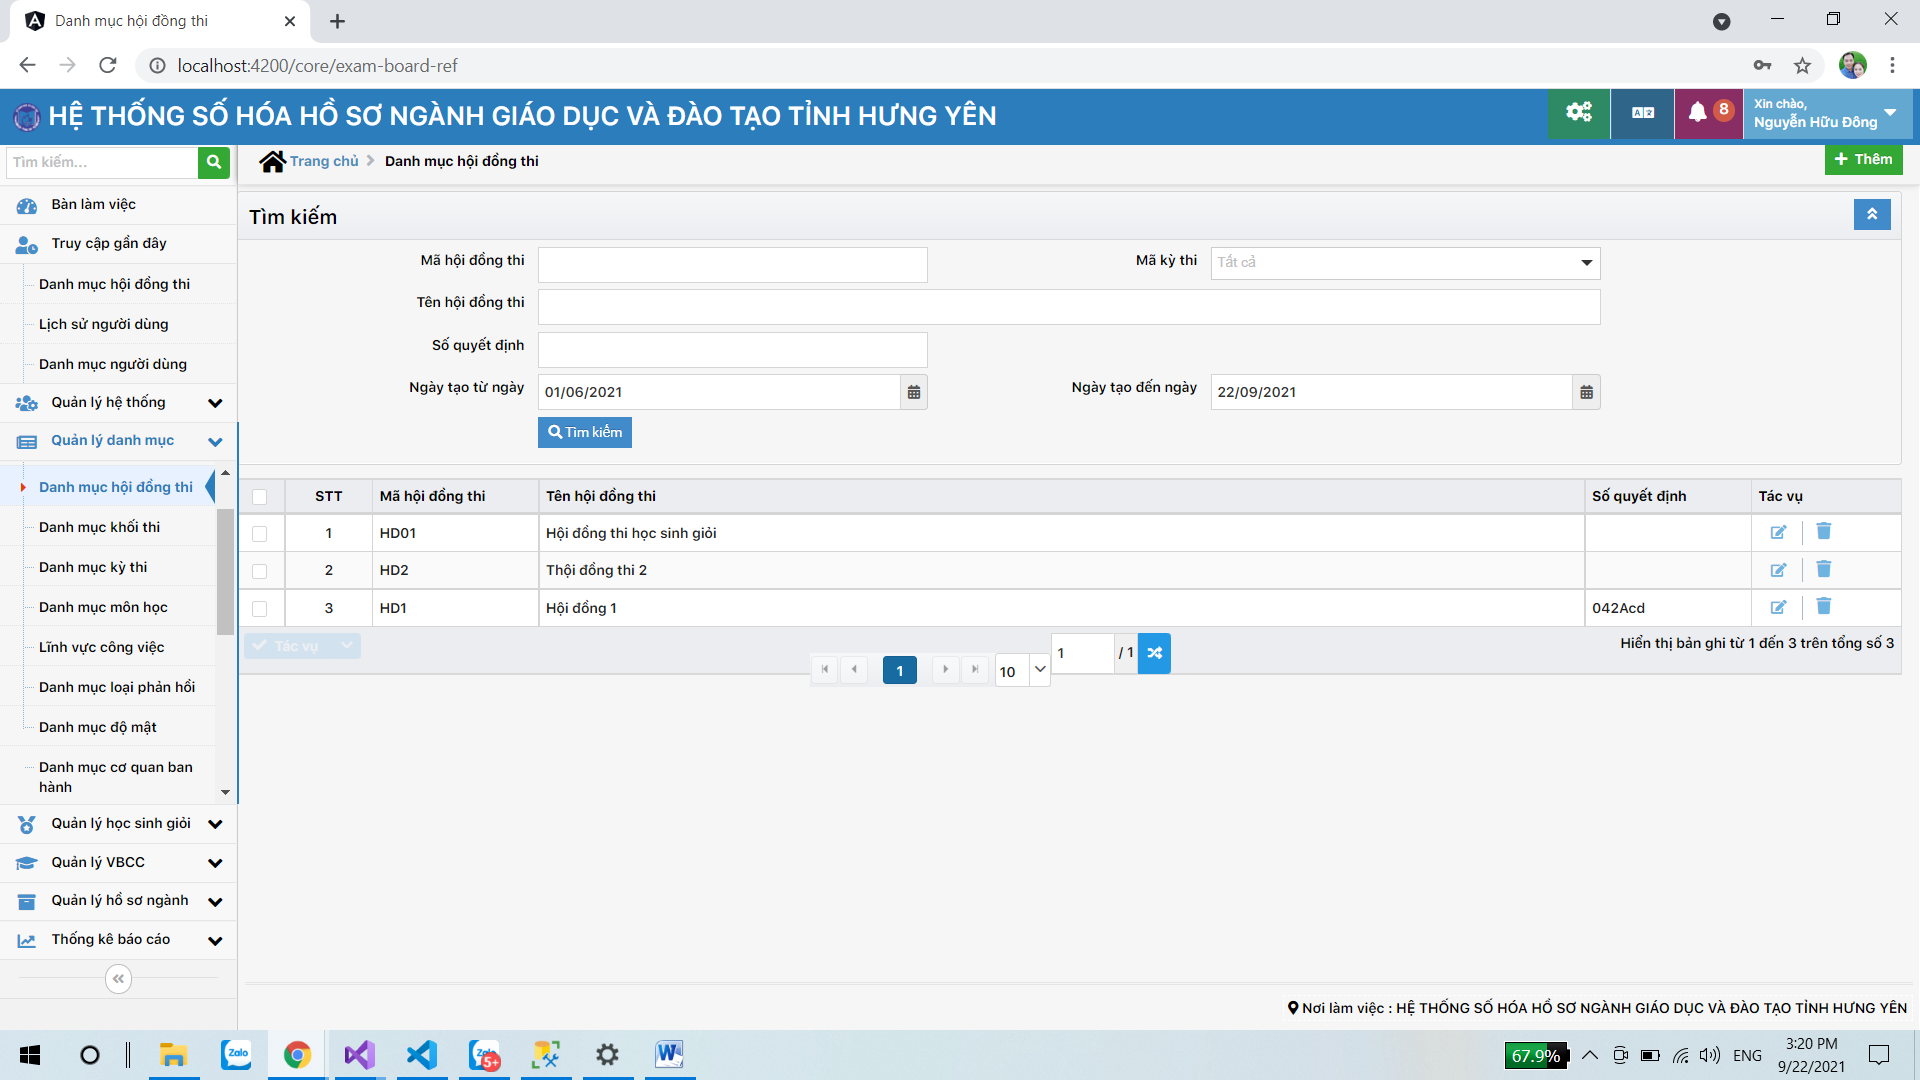 Danh mục hội đồng thi
localhost:4200/core/exam-board-ref
HỆ THỐNG SỐ HÓA HỒ SƠ NGÀNH GIÁO DỤC VÀ ĐÀO TẠO TỈNH HƯNG YÊN
8
Xin chào,
Nguyễn Hữu Đông
Tìm kiếm...
Trang chủ
Danh mục hội đồng thi
Thêm
Bàn làm việc
Truy cập gần đây
Danh mục hội đồng thi
Lịch sử người dùng
Danh mục người dùng
Quản lý hệ thống
Quản lý danh mục
Danh mục hội đồng thi
Danh mục khối thi
Danh mục kỳ thi
Danh mục môn học
Lĩnh vực công việc
Danh mục loại phản hồi
Danh mục độ mật
Danh mục cơ quan ban
hành
Quản lý học sinh giỏi
Quản lý VBCC
Quản lý hồ sơ ngành
Thống kê báo cáo
Tìm kiếm
Mã hội đồng thi
Mã kỳ thi Tất cả
Tên hội đồng thi
Số quyết định
Ngày tạo từ ngày 01/06/2021
Ngày tạo đến ngày 22/09/2021
Tìm kiếm
STT Mã hội đồng thi Tên hội đồng thi Số quyết định Tác vụ
1 HD01 Hội đồng thi học sinh giỏi
2 HD2 Thội đồng thi 2
3 HD1 Hội đồng 1 042Acd
Tác vụ
1
10
1 / 1
Hiển thị bản ghi từ 1 đến 3 trên tổng số 3
Nơi làm việc : HỆ THỐNG SỐ HÓA HỒ SƠ NGÀNH GIÁO DỤC VÀ ĐÀO TẠO TỈNH HƯNG YÊN
Zalo
5+
67.9%
ENG
3:20 PM
9/22/2021